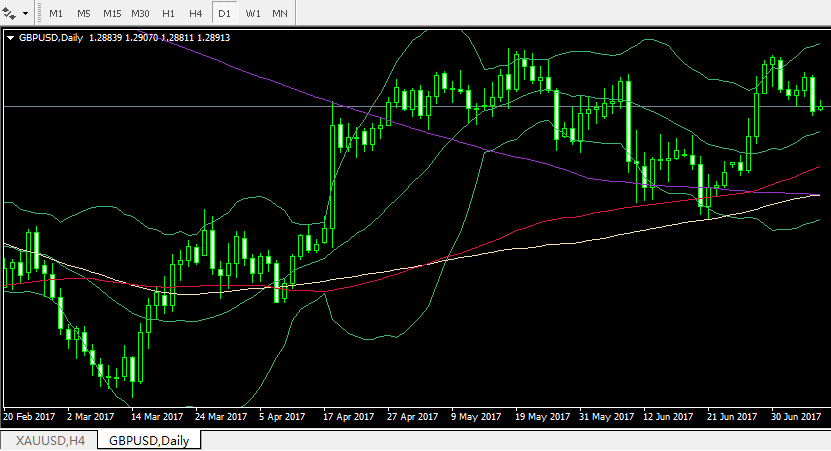 M1 M5 M15 M30 H1 H4 D1 W1 MN
GBPUSD,Daily 1.28839 1.29070 1.28811 1.28913
20 Feb 2017 2 Mar 2017 14 Mar 2017 24 Mar 2017 5 Apr 2017 17 Apr 2017 27 Apr 2017 9 May 2017 19 May 2017 31 May 2017 12 Jun 2017 21 Jun 2017 30 Jun 2017
XAUUSD,H4 GBPUSD,Daily